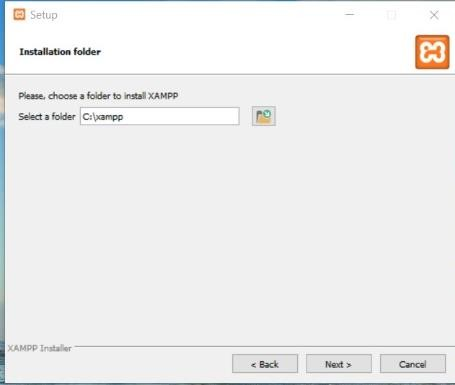 Setup
Installation folder
Please, choose a folder to install XAMPP
Select a folder C:\xampp
XAMPP Installer
< Back Next > Cancel